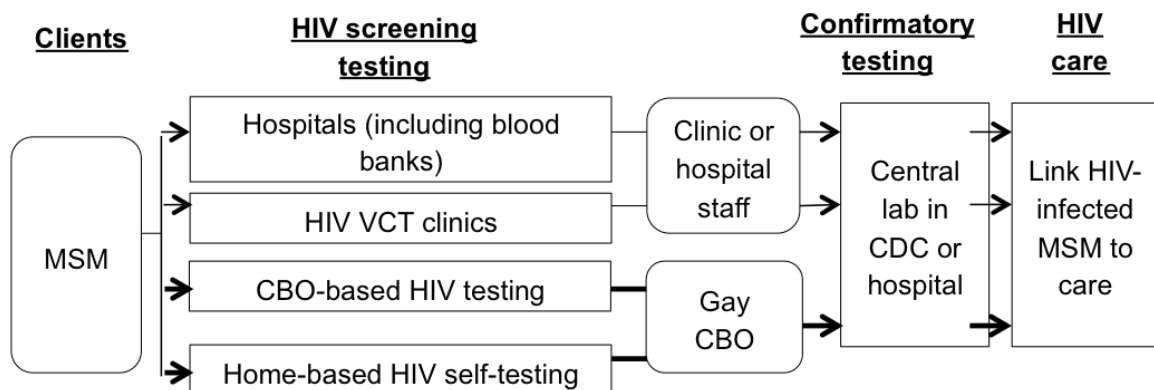 Clients
HIV screening
testing
Confirmatory
testing
HIV
care
MSM
Hospitals (including blood
banks)
HIV VCT clinics
CBO-based HIV testing
Home-based HIV self-testing
Clinic or
hospital
staff
Gay
CBO
Central
lab in
CDC or
hospital
Link HIV-
infected
MSM to
care